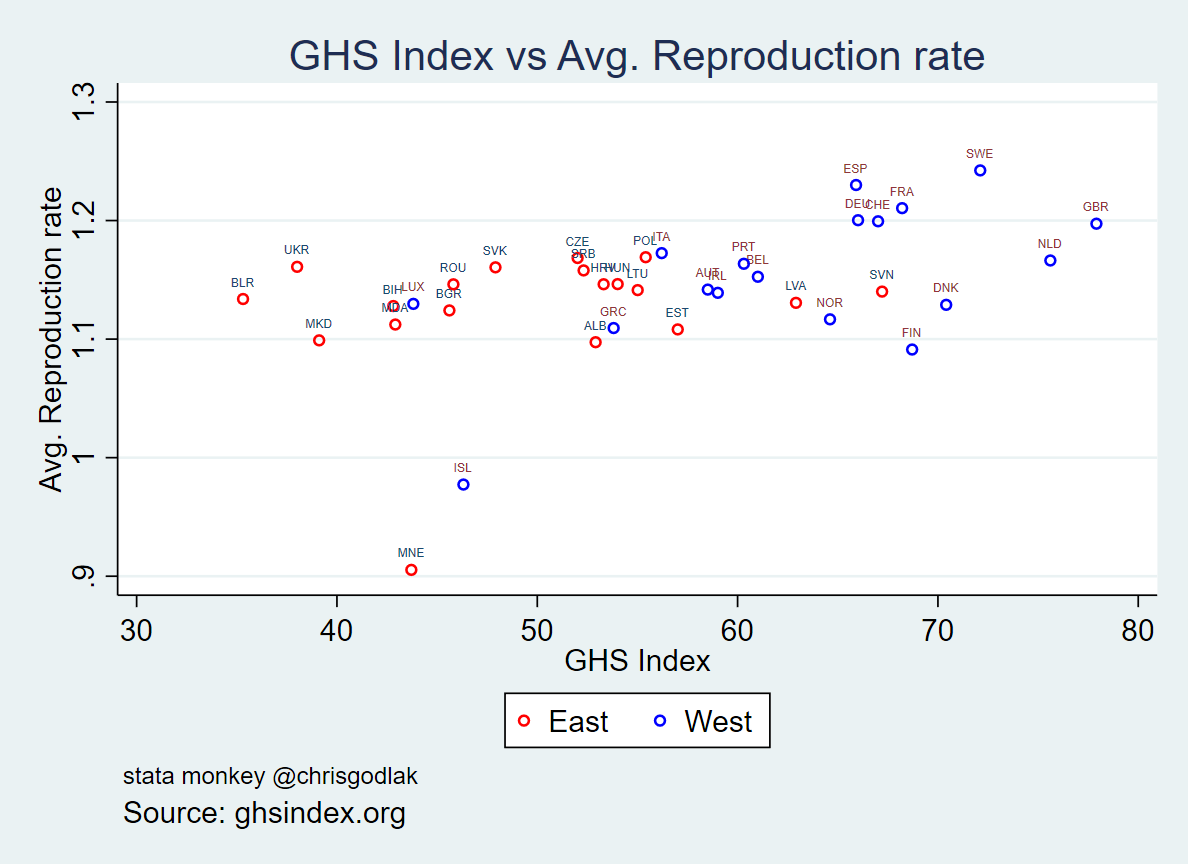 GHS Index vs Avg. Reproduction rate
Avg. Reproduction rate
1.3
1.2
1.1
1
.9
SWE
ESP
FRA
DEU
CHE
GBR
UKR
SVK
CZE
SRB
POL
ITA
PRT
NLD
BLR
BIH
LUX
ROU
HRV
HUN
LTU
AUT
IRL
BEL
LVA
SVN
DNK
MDA
BGR
MKD
ALB
GRC
EST
NOR
FIN
ISL
MNE
30 40 50 60 70 80
GHS Index
East West
stata monkey @chrisgodlak
Source: ghsindex.org